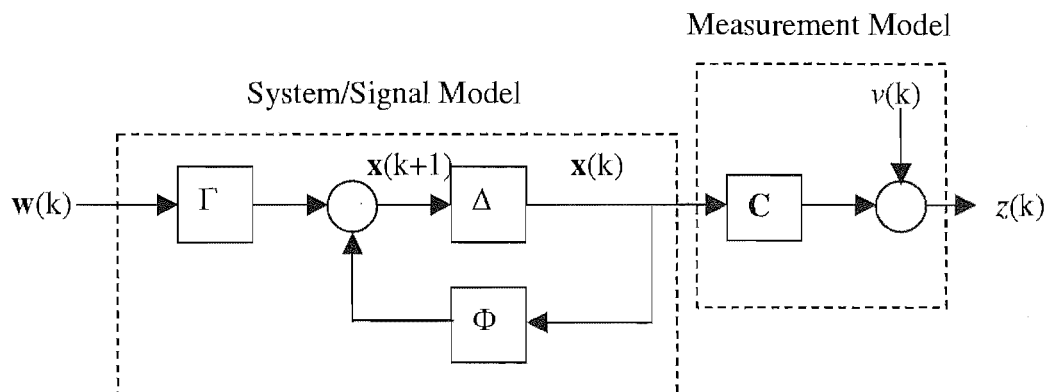 Measurement Model
System/Signal Model
v(k)
x(k+1)
x(k)
w(k)
Γ
Δ
C
z(k)
Φ